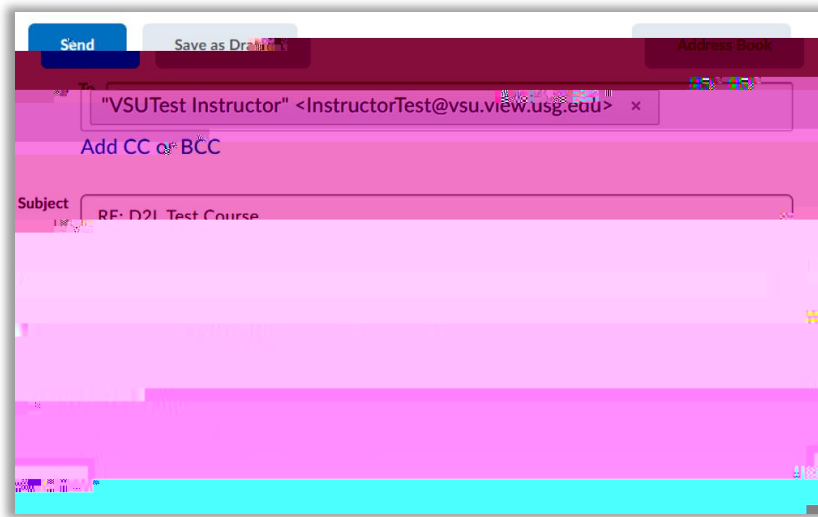 Send Save as Draft Address Book
To
"VSUTest Instructor" <InstructorTest@vsu.view.usg.edu> ×
Add CC or BCC
Subject
RE: D2L Test Course